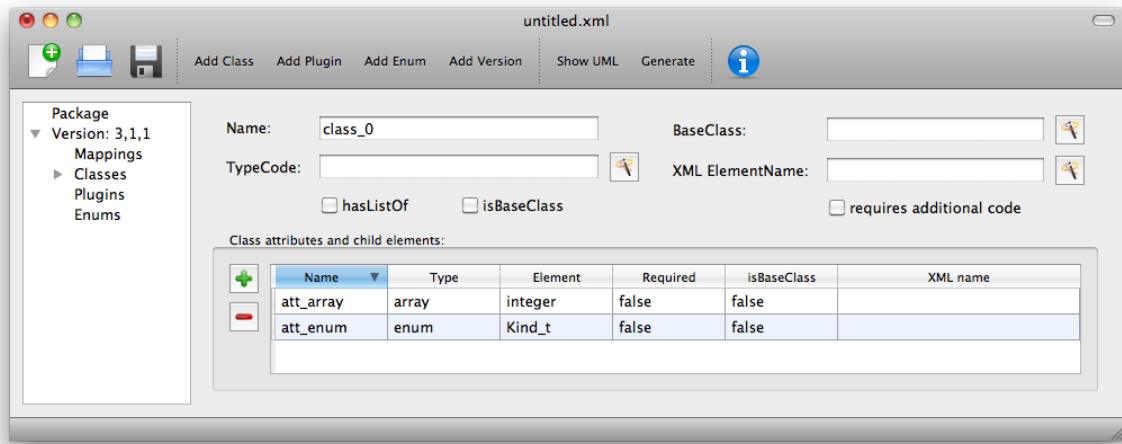 untitled.xml
Add Class Add Plugin Add Enum Add Version Show UML Generate
Package
Version: 3,1,1
Mappings
Classes
Plugins
Enums
Name: class_0 BaseClass:
TypeCode: XML ElementName:
hasListOf isBaseClass requires additional code
Class attributes and child elements:
Name Type Element Required isBaseClass XML name
att_array array integer false false
att_enum enum Kind_t false false